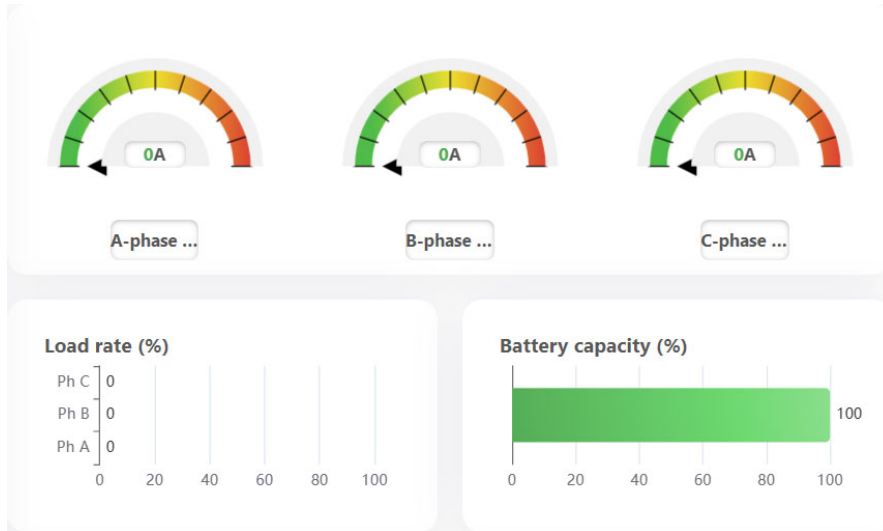 0A 0A 0A
A-phase ... B-phase ... C-phase ...
Load rate (%)
Ph C 0
Ph B 0
Ph A 0
0 20 40 60 80 100
Battery capacity (%)
100
0 20 40 60 80 100